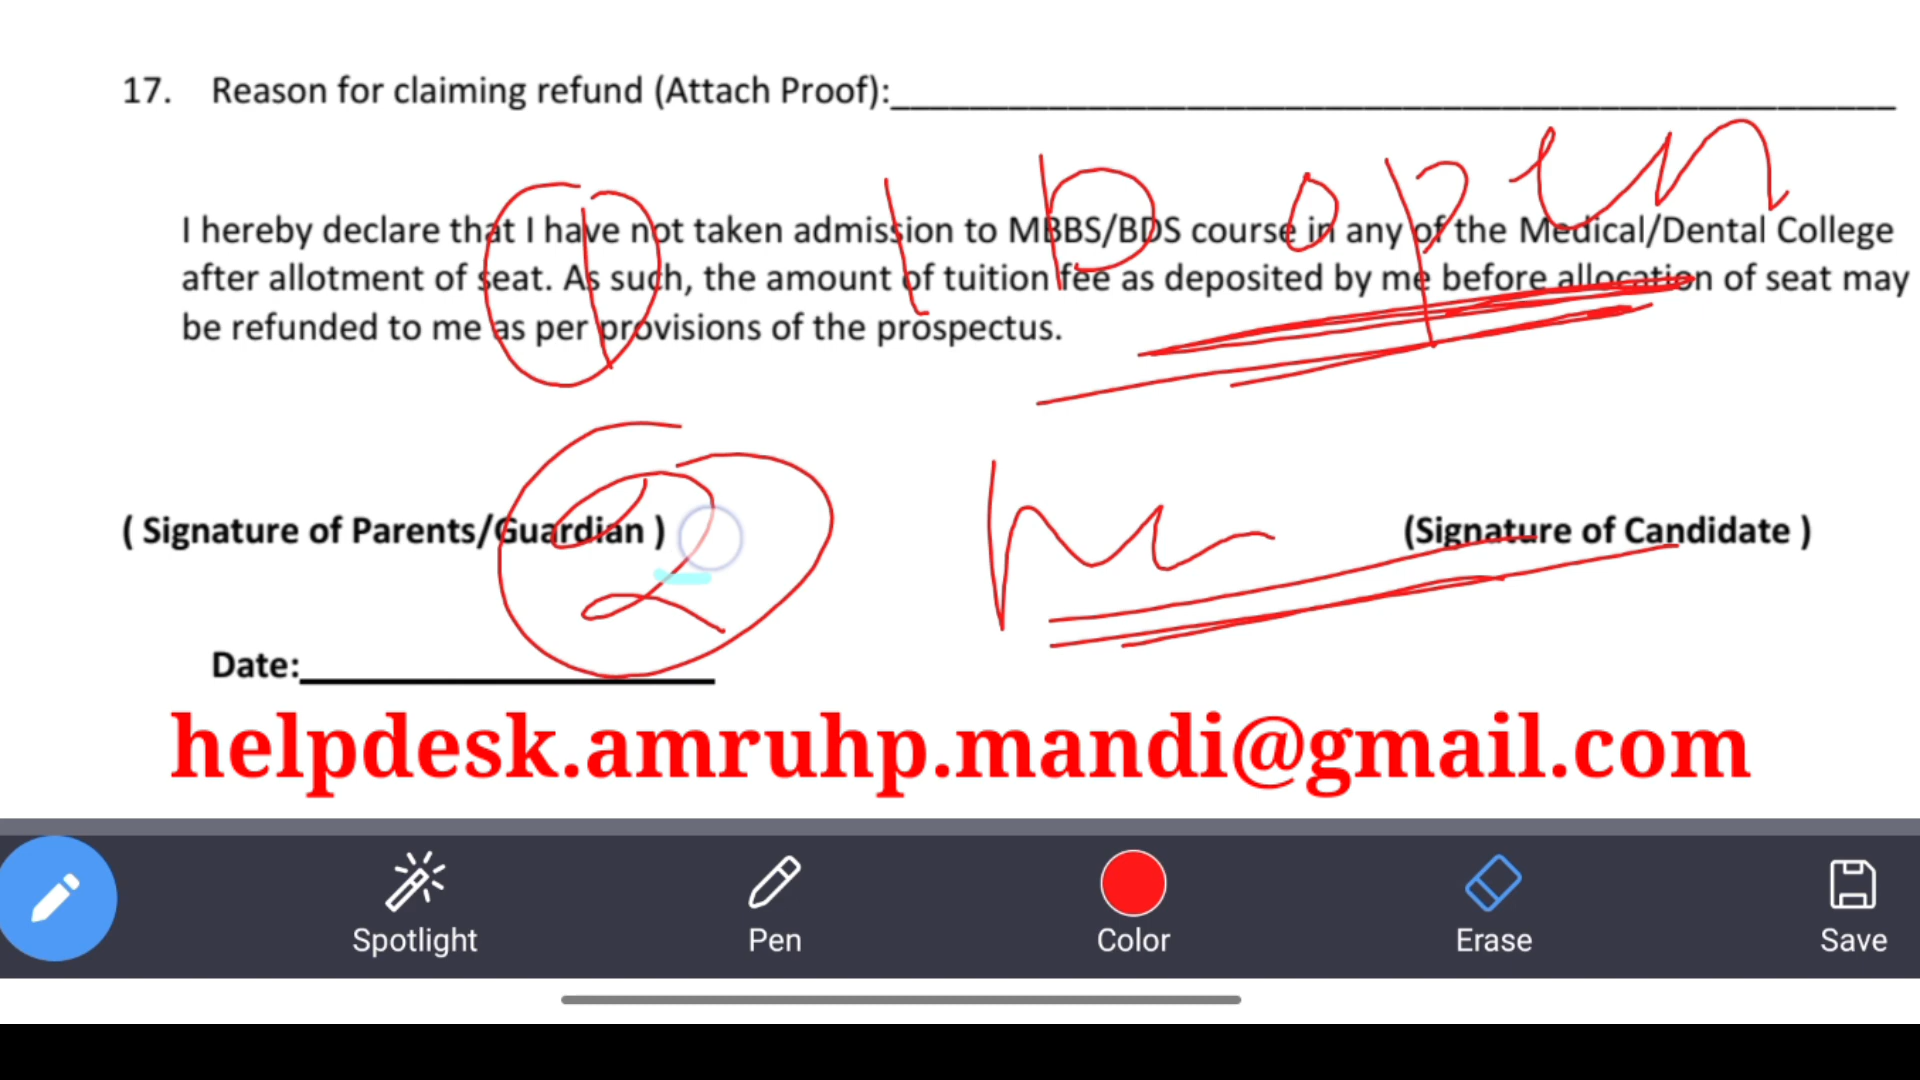 17. Reason for claiming refund (Attach Proof):
1 ID open
I hereby declare that I have not taken admission to MBBS/BDS course in any of the Medical/Dental College
after allotment of seat. As such, the amount of tuition fee as deposited by me before allocation of seat may
be refunded to me as per provisions of the prospectus.
2
( Signature of Parents/Guardian ) (Signature of Candidate )
Date:
helpdesk.amruhp.mandi@gmail.com
Spotlight Pen Color Erase Save